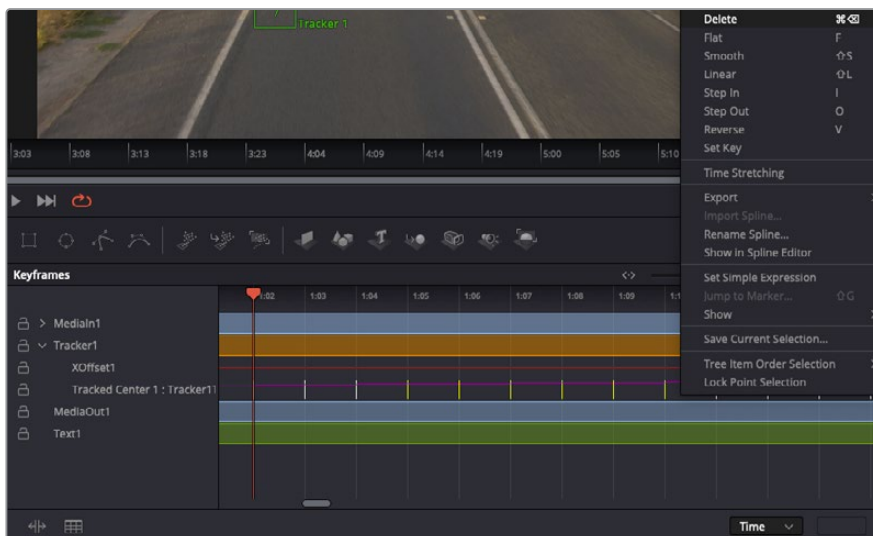 Tracker 1
Delete ⌘⌫
Flat F
Smooth ⇧S
Linear ⇧L
Step In I
Step Out O
Reverse V
Set Key
Time Stretching
Export
Import Spline...
Rename Spline...
Show in Spline Editor
Set Simple Expression
Jump to Marker... ⇧G
Show
Save Current Selection...
Tree Item Order Selection
Lock Point Selection
3:03 3:08 3:13 3:18 3:23 4:04 4:09 4:14 4:19 5:00 5:05 5:10
Keyframes
1:02 1:03 1:04 1:05 1:06 1:07 1:08 1:09
MediaIn1
Tracker1
XOffset1
Tracked Center 1 : Tracker11
MediaOut1
Text1
Time